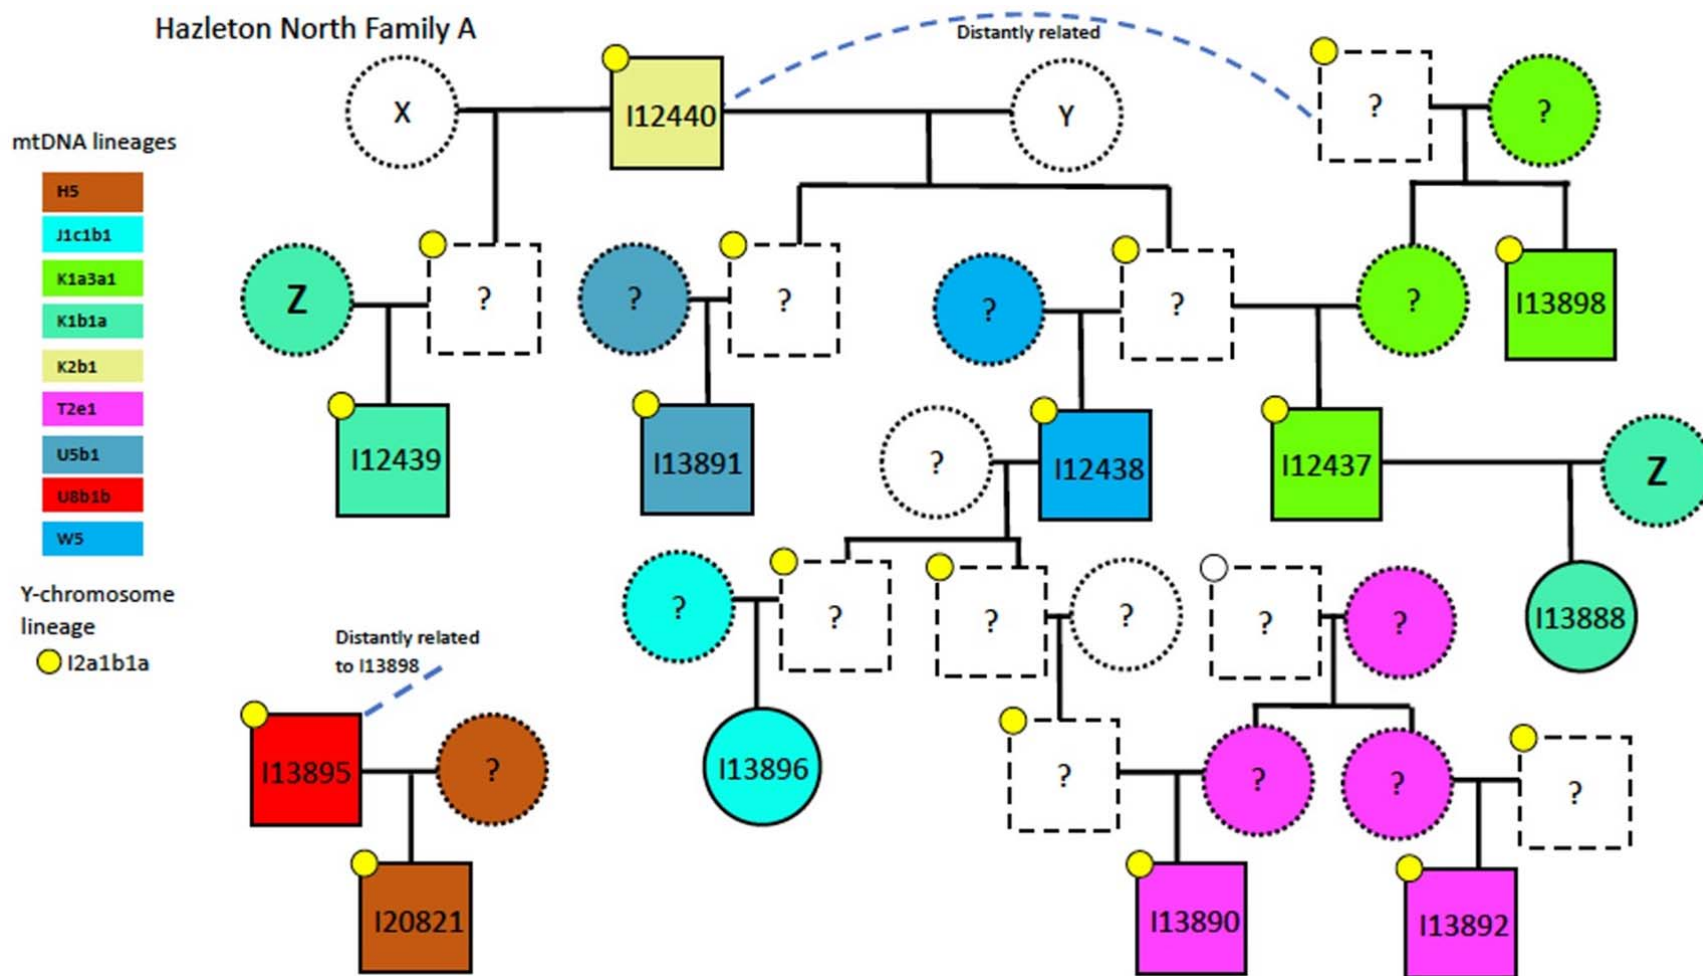 Hazleton North Family A
Distantly related
X
I12440
Y
?
?
mtDNA lineages
H5
J1c1b1
K1a3a1
K1b1a
K2b1
T2e1
U5b1
U8b1b
W5
Y-chromosome
lineage
I2a1b1a
Z
?
?
?
?
?
?
I13898
I12439
I13891
?
I12438
I12437
Z
?
?
?
?
?
?
I13888
Distantly related
to I13898
I13895
?
I13896
?
?
?
?
I20821
I13890
I13892